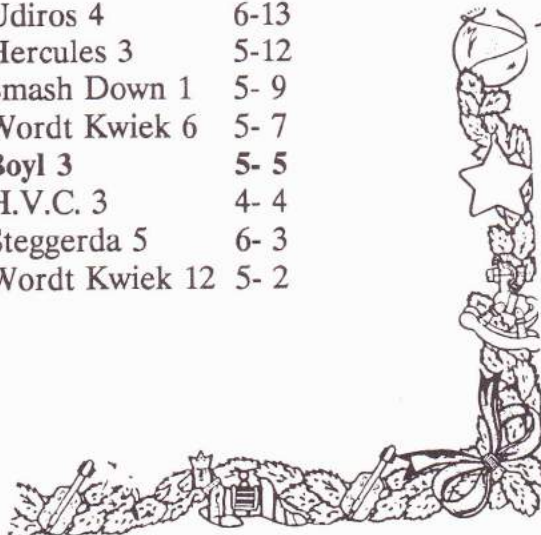 Udiros 4 6-13
Hercules 3 5-12
Smash Down 1 5- 9
Wordt Kwiek 6 5- 7
Boyl 3 5- 5
H.V.C. 3 4- 4
Steggerda 5 6- 3
Wordt Kwiek 12 5- 2